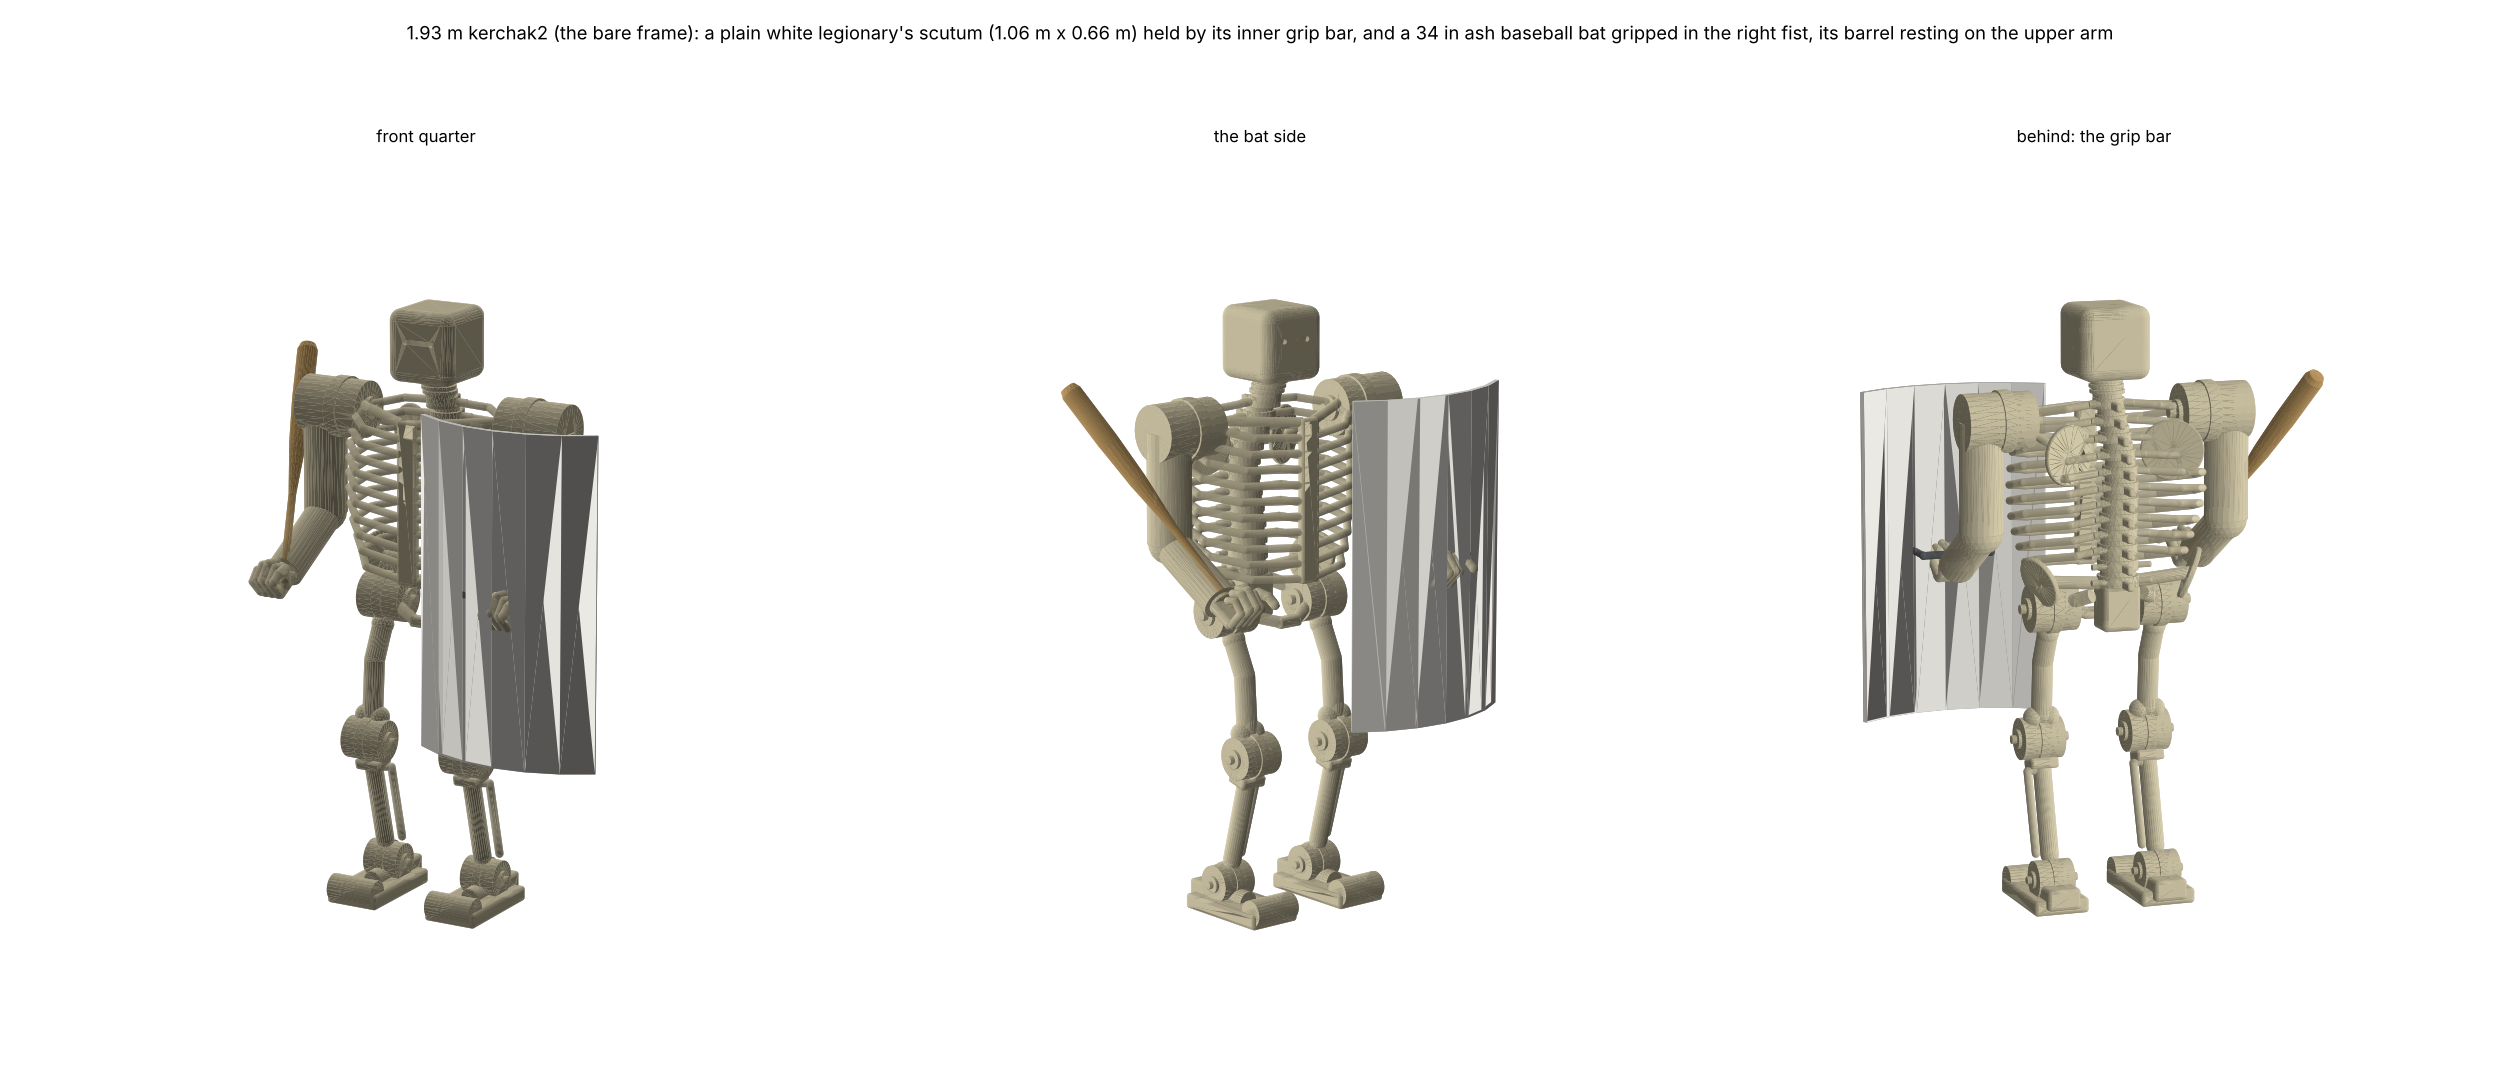 1.93 m kerchak2 (the bare frame): a plain white legionary's scutum (1.06 m x 0.66 m) held by its inner grip bar, and a 34 in ash baseball bat gripped in the right fist, its barrel resting on the upper arm
front quarter
the bat side
behind: the grip bar